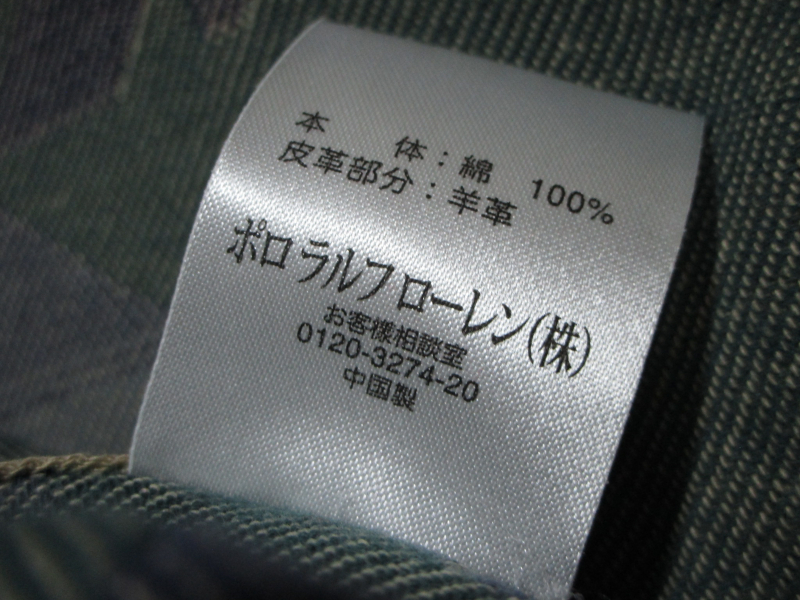 本 体：綿 100%
皮革部分：羊革
ポロ ラルフ ローレン(株)
お客様相談室
0120-3274-20
中国製